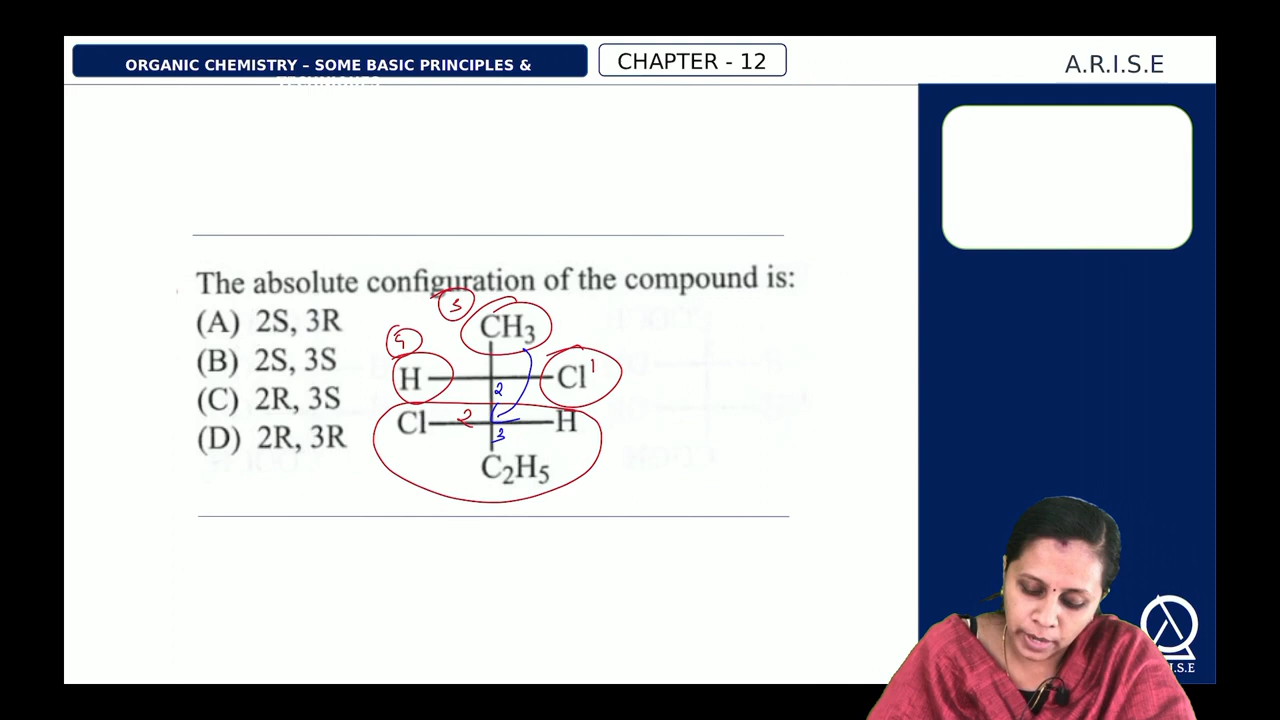 ORGANIC CHEMISTRY – SOME BASIC PRINCIPLES &
TECHNIQUES
CHAPTER - 12
A.R.I.S.E
The absolute configuration of the compound is:
(A) 2S, 3R
(B) 2S, 3S
(C) 2R, 3S
(D) 2R, 3R
3
CH3
4
H
Cl
1
2
Cl
2
H
3
C2H5
I.S.E